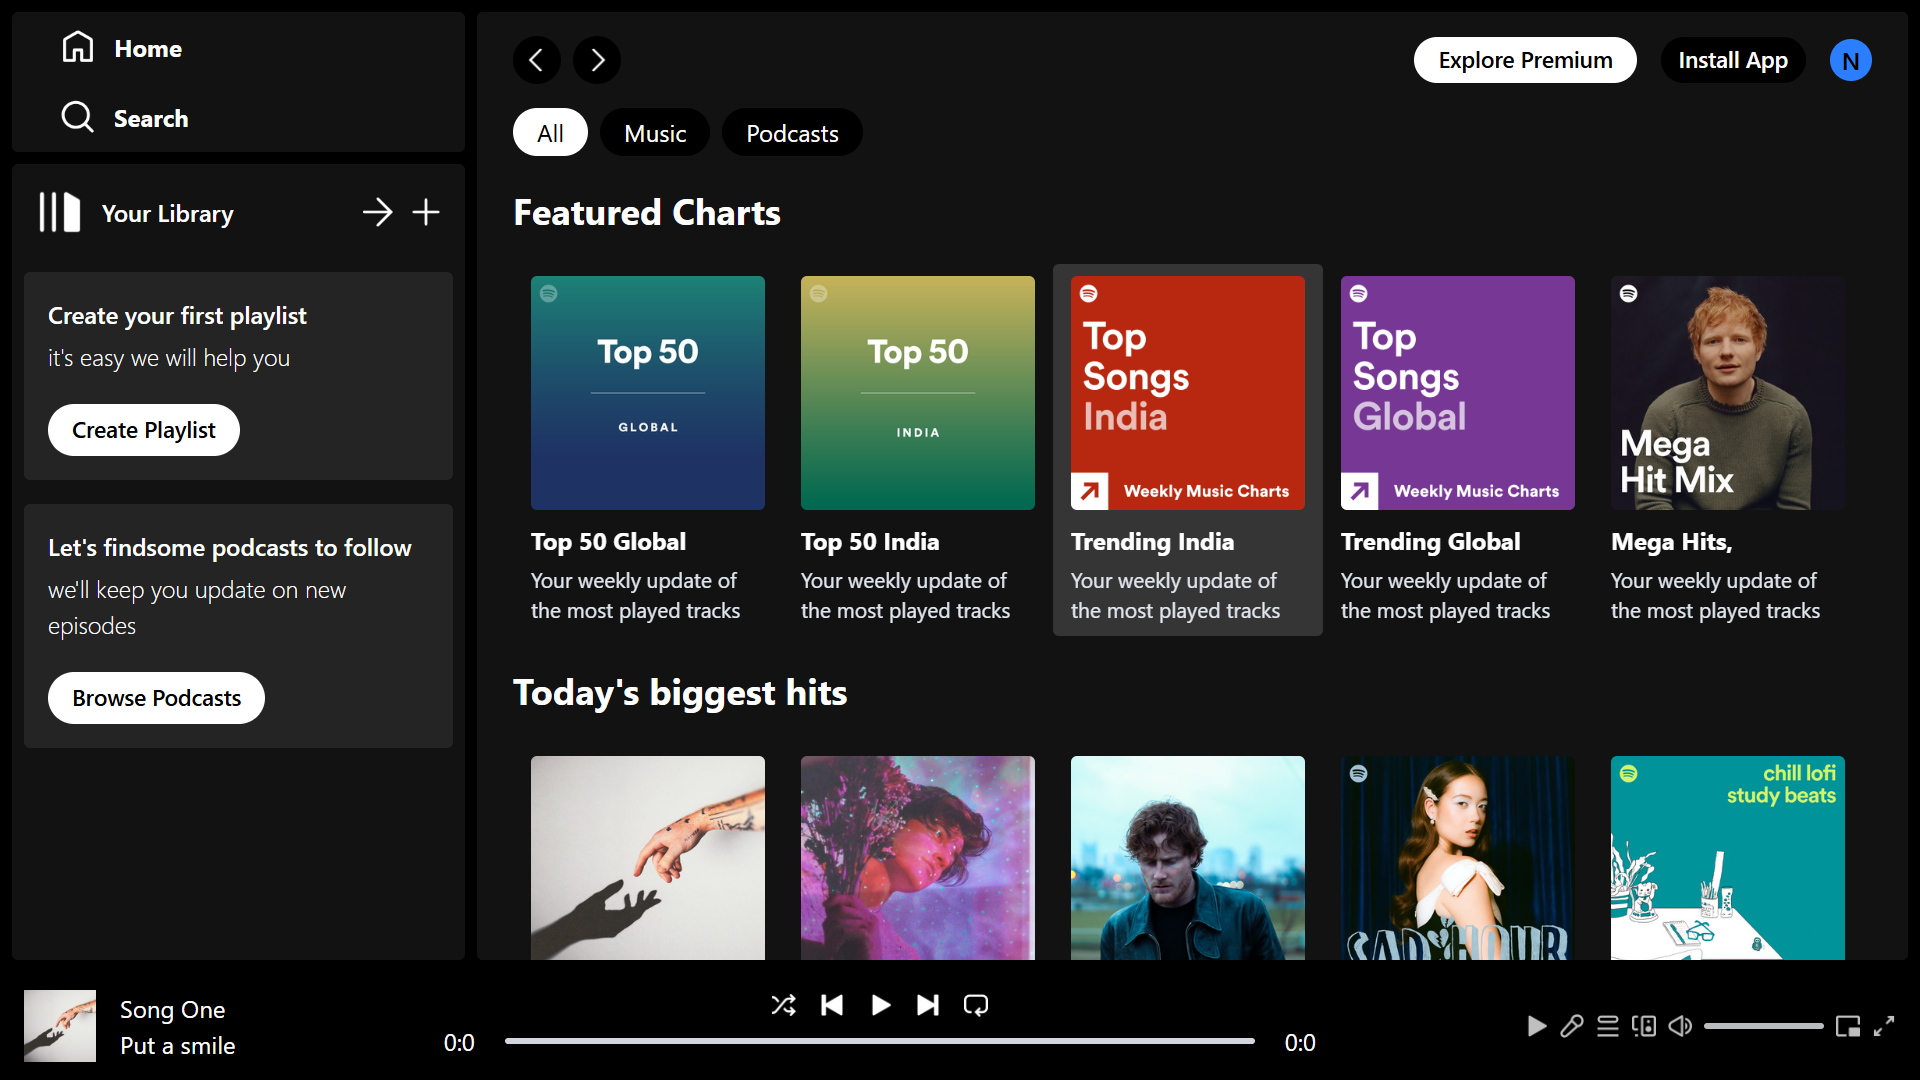 Home
Search
Your Library
Create your first playlist
it's easy we will help you
Create Playlist
Let's findsome podcasts to follow
we'll keep you update on new
episodes
Browse Podcasts
Explore Premium
Install App
N
All
Music
Podcasts
Featured Charts
Top 50
GLOBAL
Top 50 Global
Your weekly update of
the most played tracks
Top 50
INDIA
Top 50 India
Your weekly update of
the most played tracks
Top
Songs
India
Weekly Music Charts
Trending India
Your weekly update of
the most played tracks
Top
Songs
Global
Weekly Music Charts
Trending Global
Your weekly update of
the most played tracks
Mega
Hit Mix
Mega Hits,
Your weekly update of
the most played tracks
Today's biggest hits
SAD HOUR
chill lofi
study beats
Song One
Put a smile
0:0
0:0